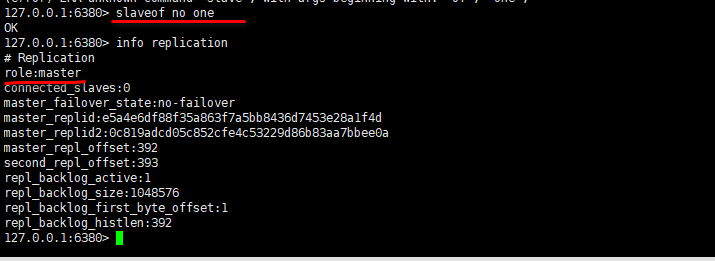 127.0.0.1:6380> slaveof no one
OK
127.0.0.1:6380> info replication
# Replication
role:master
connected_slaves:0
master_failover_state:no-failover
master_replid:e5a4e6df88f35a863f7a5bb8436d7453e28a1f4d
master_replid2:0c819adcd05c852cfe4c53229d86b83aa7bbee0a
master_repl_offset:392
second_repl_offset:393
repl_backlog_active:1
repl_backlog_size:1048576
repl_backlog_first_byte_offset:1
repl_backlog_histlen:392
127.0.0.1:6380>